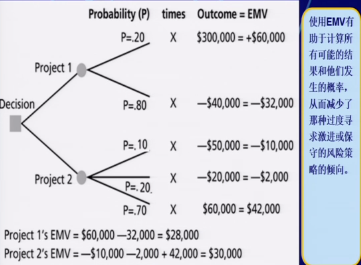 Probability (P) times Outcome = EMV
P=.20 X $300,000 = +$60,000
Project 1
P=.80 X —$40,000 = —$32,000
Decision
P=.10 X —$50,000 = —$10,000
Project 2
P=.20 X —$20,000 = —$2,000
P=.70 X $60,000 = $42,000
Project 1's EMV = $60,000 —32,000 = $28,000
Project 2's EMV = —$10,000 —2,000 + 42,000 = $30,000
使用EMV有
助于计算所
有可能的结
果和他们发
生的概率，
从而减少了
那种过度寻
求激进或保
守的风险策
略的倾向。